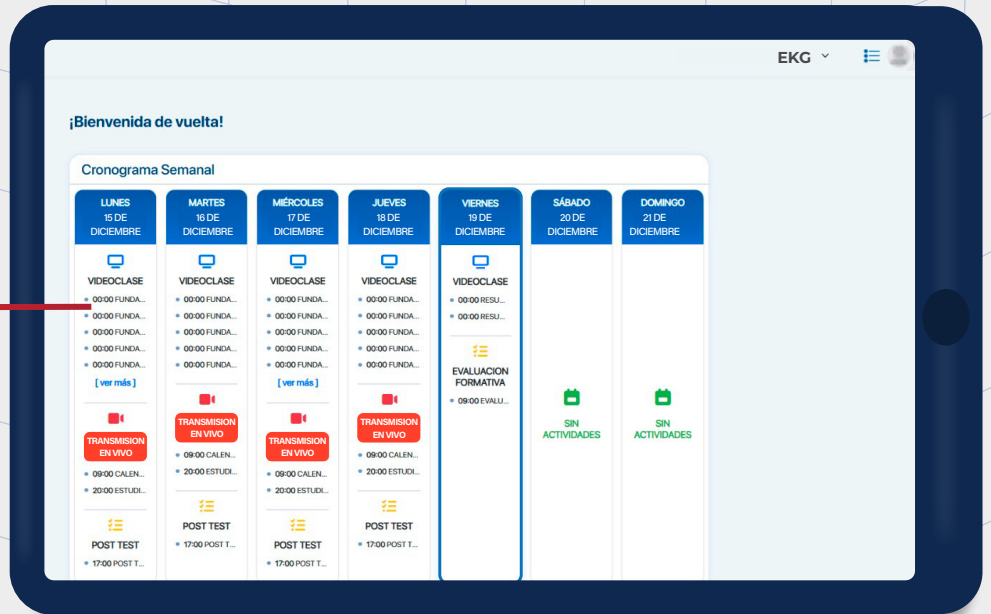 EKG
¡Bienvenida de vuelta!
Cronograma Semanal
LUNES
15 DE
DICIEMBRE
VIDEOCLASE
00:00 FUNDA...
00:00 FUNDA...
00:00 FUNDA...
00:00 FUNDA...
00:00 FUNDA...
[ ver más ]
TRANSMISION
EN VIVO
09:00 CALEN...
20:00 ESTUDI...
POST TEST
17:00 POST T...
MARTES
16 DE
DICIEMBRE
VIDEOCLASE
00:00 FUNDA...
00:00 FUNDA...
00:00 FUNDA...
00:00 FUNDA...
00:00 FUNDA...
TRANSMISION
EN VIVO
09:00 CALEN...
20:00 ESTUDI...
POST TEST
17:00 POST T...
MIÉRCOLES
17 DE
DICIEMBRE
VIDEOCLASE
00:00 FUNDA...
00:00 FUNDA...
00:00 FUNDA...
00:00 FUNDA...
00:00 FUNDA...
[ ver más ]
TRANSMISION
EN VIVO
09:00 CALEN...
20:00 ESTUDI...
POST TEST
17:00 POST T...
JUEVES
18 DE
DICIEMBRE
VIDEOCLASE
00:00 FUNDA...
00:00 FUNDA...
00:00 FUNDA...
00:00 FUNDA...
00:00 FUNDA...
TRANSMISION
EN VIVO
09:00 CALEN...
20:00 ESTUDI...
POST TEST
17:00 POST T...
VIERNES
19 DE
DICIEMBRE
VIDEOCLASE
00:00 RESU...
00:00 RESU...
EVALUACION
FORMATIVA
09:00 EVALU...
SÁBADO
20 DE
DICIEMBRE
SIN
ACTIVIDADES
DOMINGO
21 DE
DICIEMBRE
SIN
ACTIVIDADES